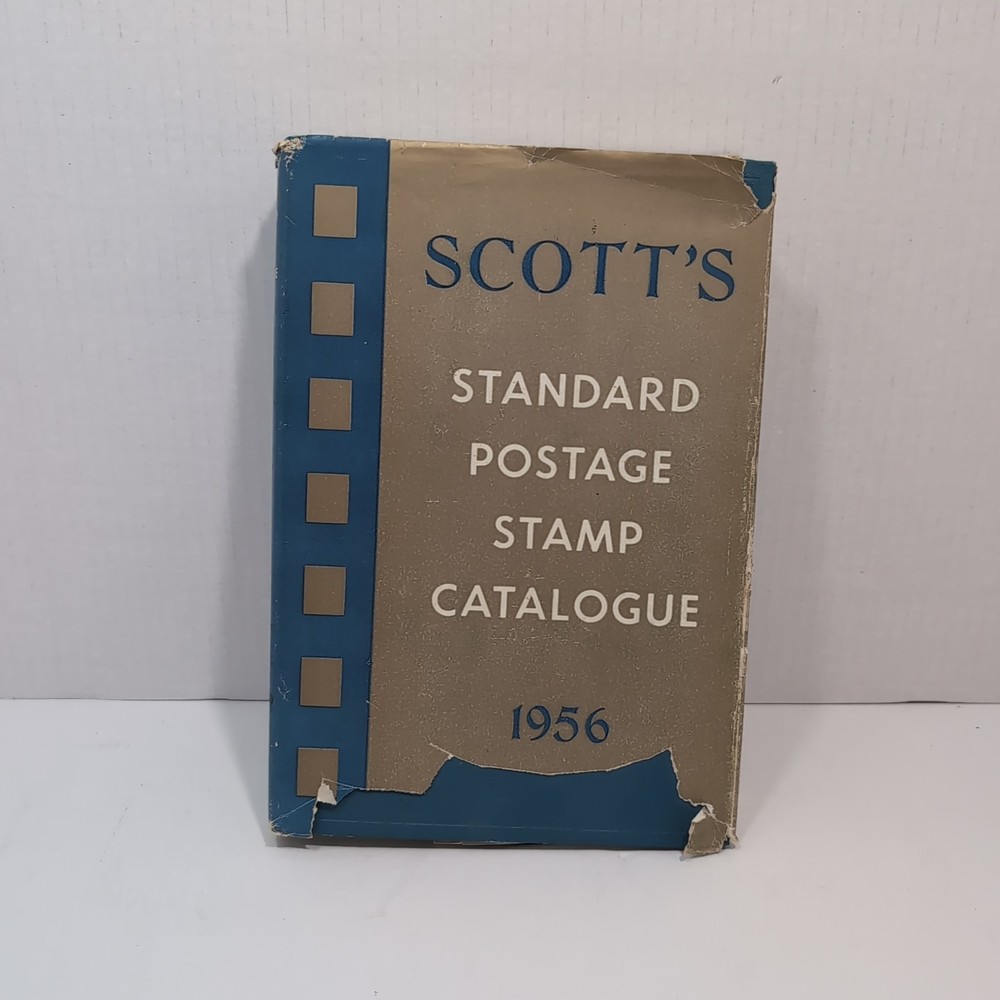 SCOTT'S
STANDARD
POSTAGE
STAMP
CATALOGUE
1956